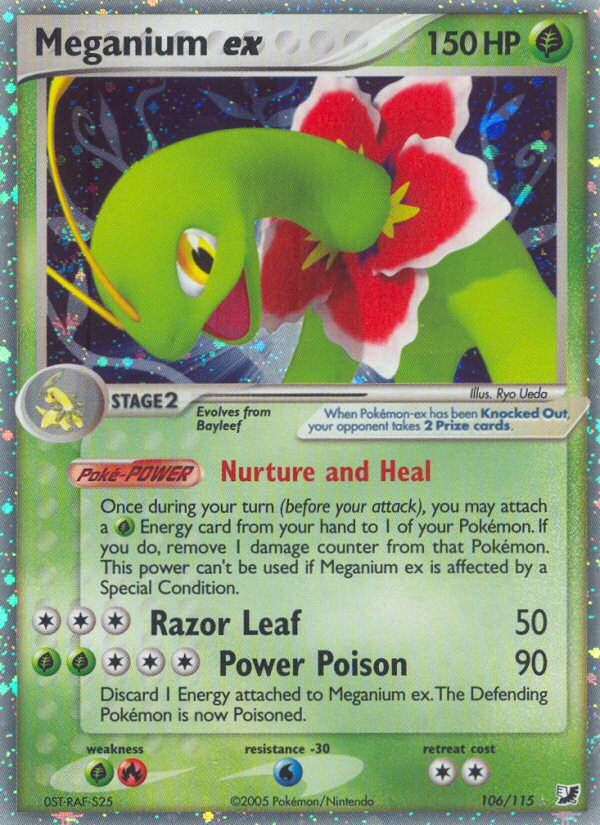 Meganium ex 150 HP
Illus. Ryo Ueda
STAGE 2
Evolves from
Bayleef
When Pokémon-ex has been Knocked Out,
your opponent takes 2 Prize cards.
Poké-POWER Nurture and Heal
Once during your turn (before your attack), you may attach
a Energy card from your hand to 1 of your Pokémon. If
you do, remove 1 damage counter from that Pokémon.
This power can't be used if Meganium ex is affected by a
Special Condition.
Razor Leaf 50
Power Poison 90
Discard 1 Energy attached to Meganium ex. The Defending
Pokémon is now Poisoned.
weakness resistance -30 retreat cost
0ST-RAF-S25 ©2005 Pokémon/Nintendo 106/115